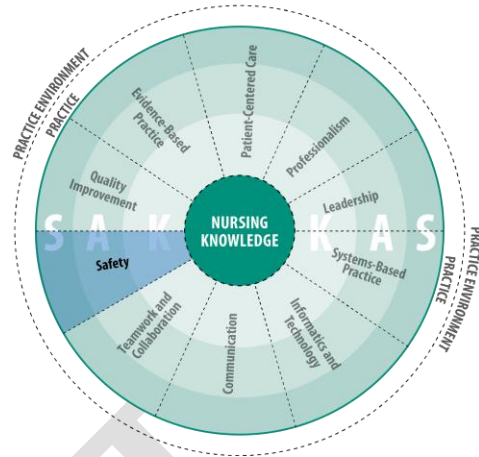 PRACTICE ENVIRONMENT
PRACTICE
Patient-Centered Care
Professionalism
Leadership
Systems-Based
Practice
Informatics and
Technology
Communication
Teamwork and
Collaboration
Safety
Quality
Improvement
Evidence-Based
Practice
S A K
NURSING
KNOWLEDGE
K A S
PRACTICE
PRACTICE ENVIRONMENT